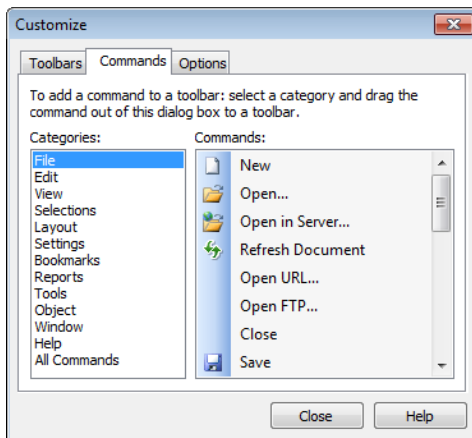 Customize
Toolbars Commands Options
To add a command to a toolbar: select a category and drag the
command out of this dialog box to a toolbar.
Categories:
File
Edit
View
Selections
Layout
Settings
Bookmarks
Reports
Tools
Object
Window
Help
All Commands
Commands:
New
Open...
Open in Server...
Refresh Document
Open URL...
Open FTP...
Close
Save
Close Help